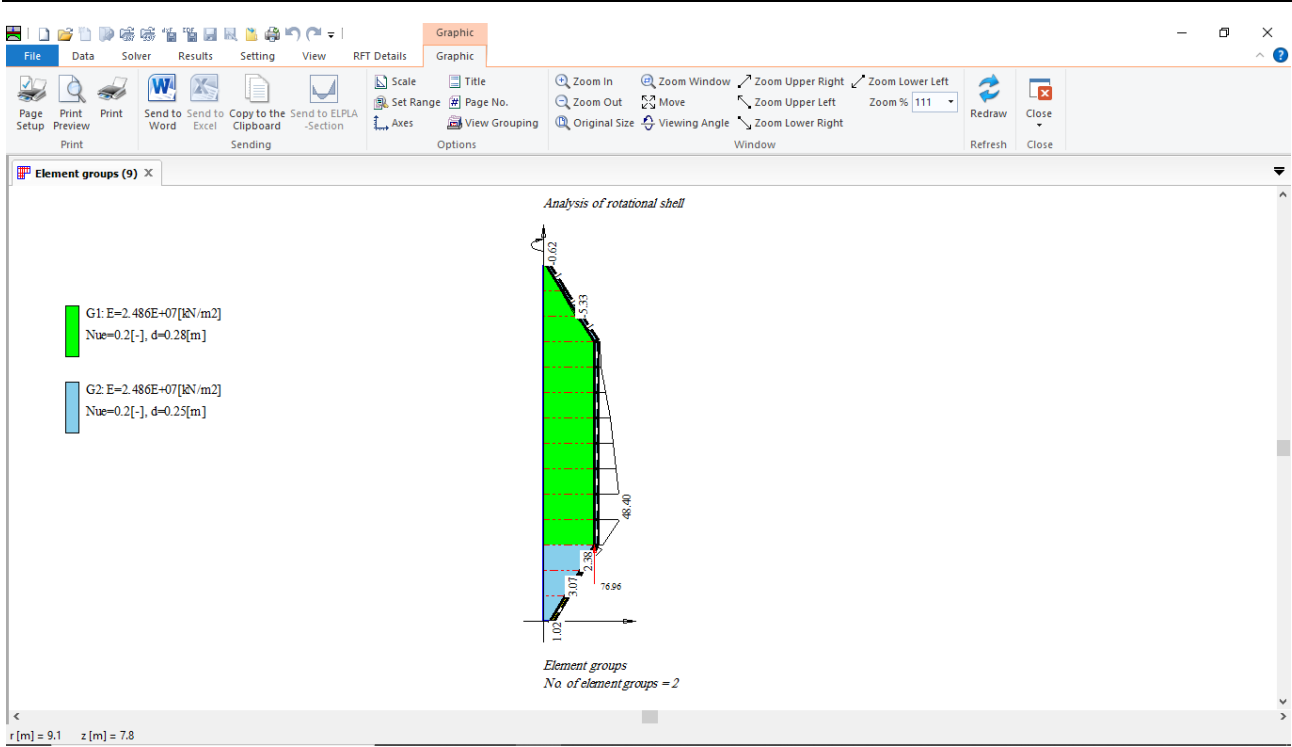 Graphic
File Data Solver Results Setting View RFT Details Graphic
Page Setup
Print Preview
Print
Print
Send to Word
Send to Excel
Copy to the Clipboard
Send to ELPLA -Section
Sending
Scale
Title
Set Range
# Page No.
Axes
View Grouping
Options
Zoom In
Zoom Window
Zoom Upper Right
Zoom Lower Left
Zoom Out
Move
Zoom Upper Left
Zoom % 111
Original Size
Viewing Angle
Zoom Lower Right
Window
Redraw
Refresh
Close
Close
Element groups (9) X
Analysis of rotational shell
-0.62
-5.33
G1: E=2.486E+07[kN/m2]
Nue=0.2[-], d=0.28[m]
G2: E=2.486E+07[kN/m2]
Nue=0.2[-], d=0.25[m]
48.40
2.38
3.07
76.96
1.02
Element groups
No. of element groups = 2
r [m] = 9.1 z [m] = 7.8